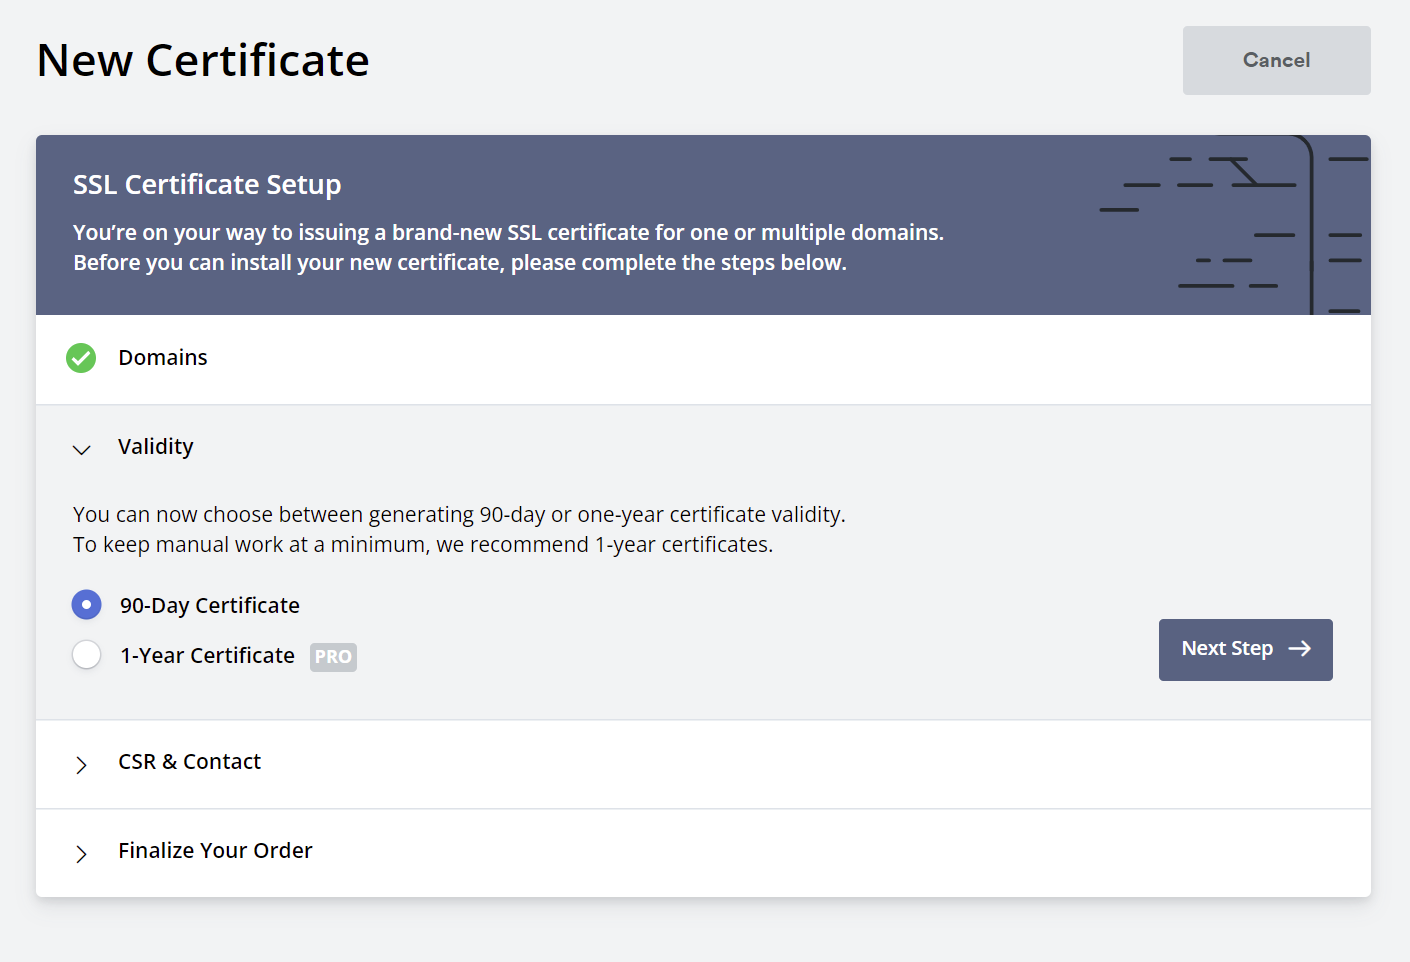 New Certificate
Cancel
SSL Certificate Setup
You’re on your way to issuing a brand-new SSL certificate for one or multiple domains.
Before you can install your new certificate, please complete the steps below.
Domains
Validity
You can now choose between generating 90-day or one-year certificate validity.
To keep manual work at a minimum, we recommend 1-year certificates.
90-Day Certificate
1-Year Certificate PRO
Next Step
CSR & Contact
Finalize Your Order